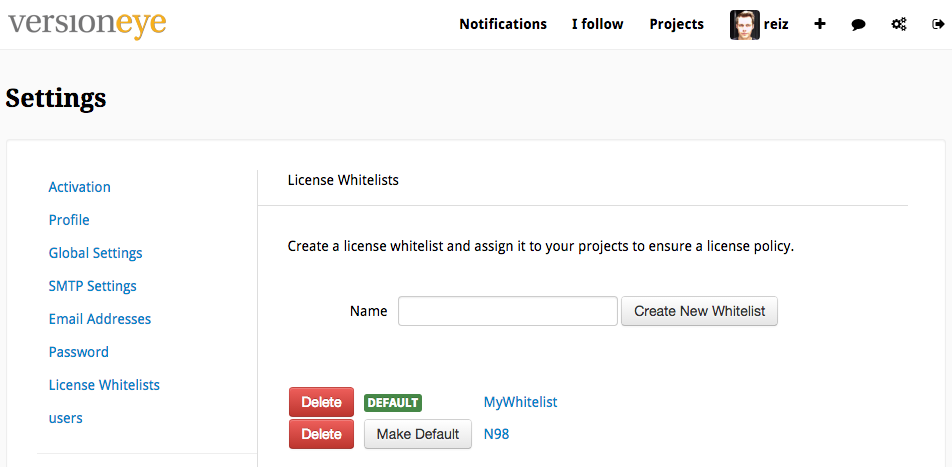 versioneye Notifications I follow Projects reiz
Settings
Activation
Profile
Global Settings
SMTP Settings
Email Addresses
Password
License Whitelists
users
License Whitelists
Create a license whitelist and assign it to your projects to ensure a license policy.
Name Create New Whitelist
Delete DEFAULT MyWhitelist
Delete Make Default N98